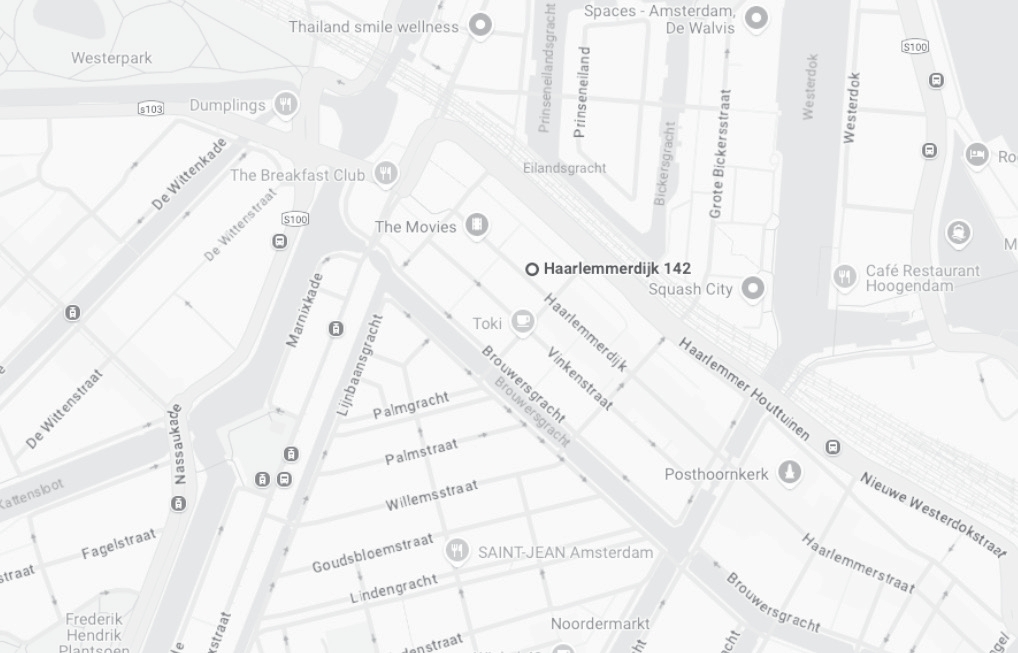 Thailand smile wellness
Spaces - Amsterdam,
De Walvis
S100
Westerpark
s103
Dumplings
Prinseneilandsgracht
Prinseneiland
Westerdok
Westerdok
Grote Bickersstraat
Bickersgracht
Eilandsgracht
De Wittenkade
The Breakfast Club
De Wittenstraat
S100
The Movies
Haarlemmerdijk 142
Squash City
Café Restaurant
Hoogendam
Marnixkade
Toki
Haarlemmerdijk
Vinkenstraat
Brouwersgracht
Brouwersgracht
Haarlemmer Houttuinen
Lijnbaansgracht
De Wittenstraat
Nassaukade
Palmgracht
Palmstraat
Willemsstraat
Posthoornkerk
Nieuwe Westerdokstraat
Kattensloot
Fagelstraat
Goudsbloemstraat
SAINT-JEAN Amsterdam
Haarlemmerstraat
Lindengracht
Brouwersgracht
Frederik
Hendrik
Plantsoen
Noordermarkt